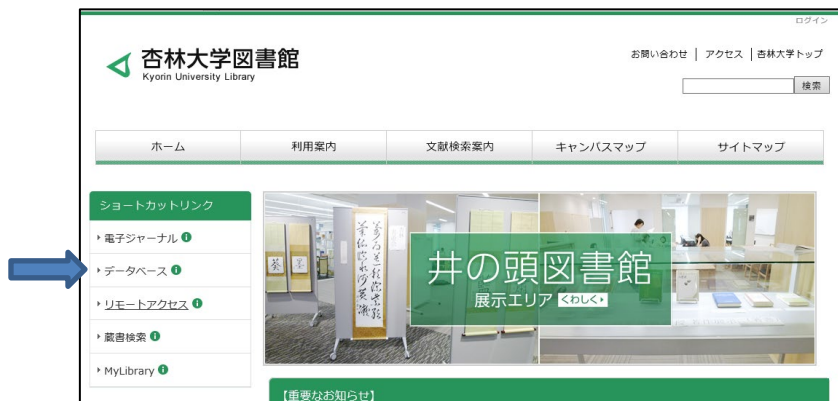 ログイン
杏林大学図書館
Kyorin University Library
お問い合わせ | アクセス | 杏林大学トップ
検索
ホーム 利用案内 文献検索案内 キャンパスマップ サイトマップ
ショートカットリンク
電子ジャーナル
データベース
リモートアクセス
蔵書検索
MyLibrary
井の頭図書館
展示エリア くわしく
【重要なお知らせ】